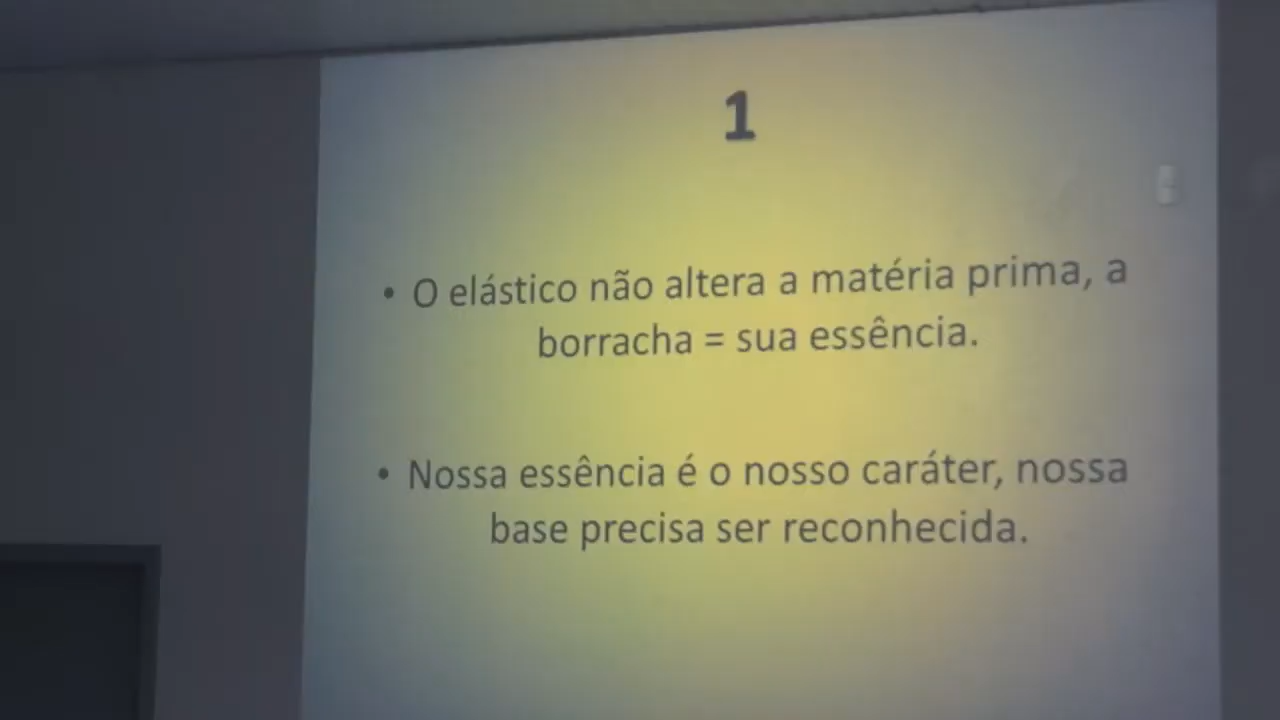 1
• O elástico não altera a matéria prima, a
borracha = sua essência.
• Nossa essência é o nosso caráter, nossa
base precisa ser reconhecida.